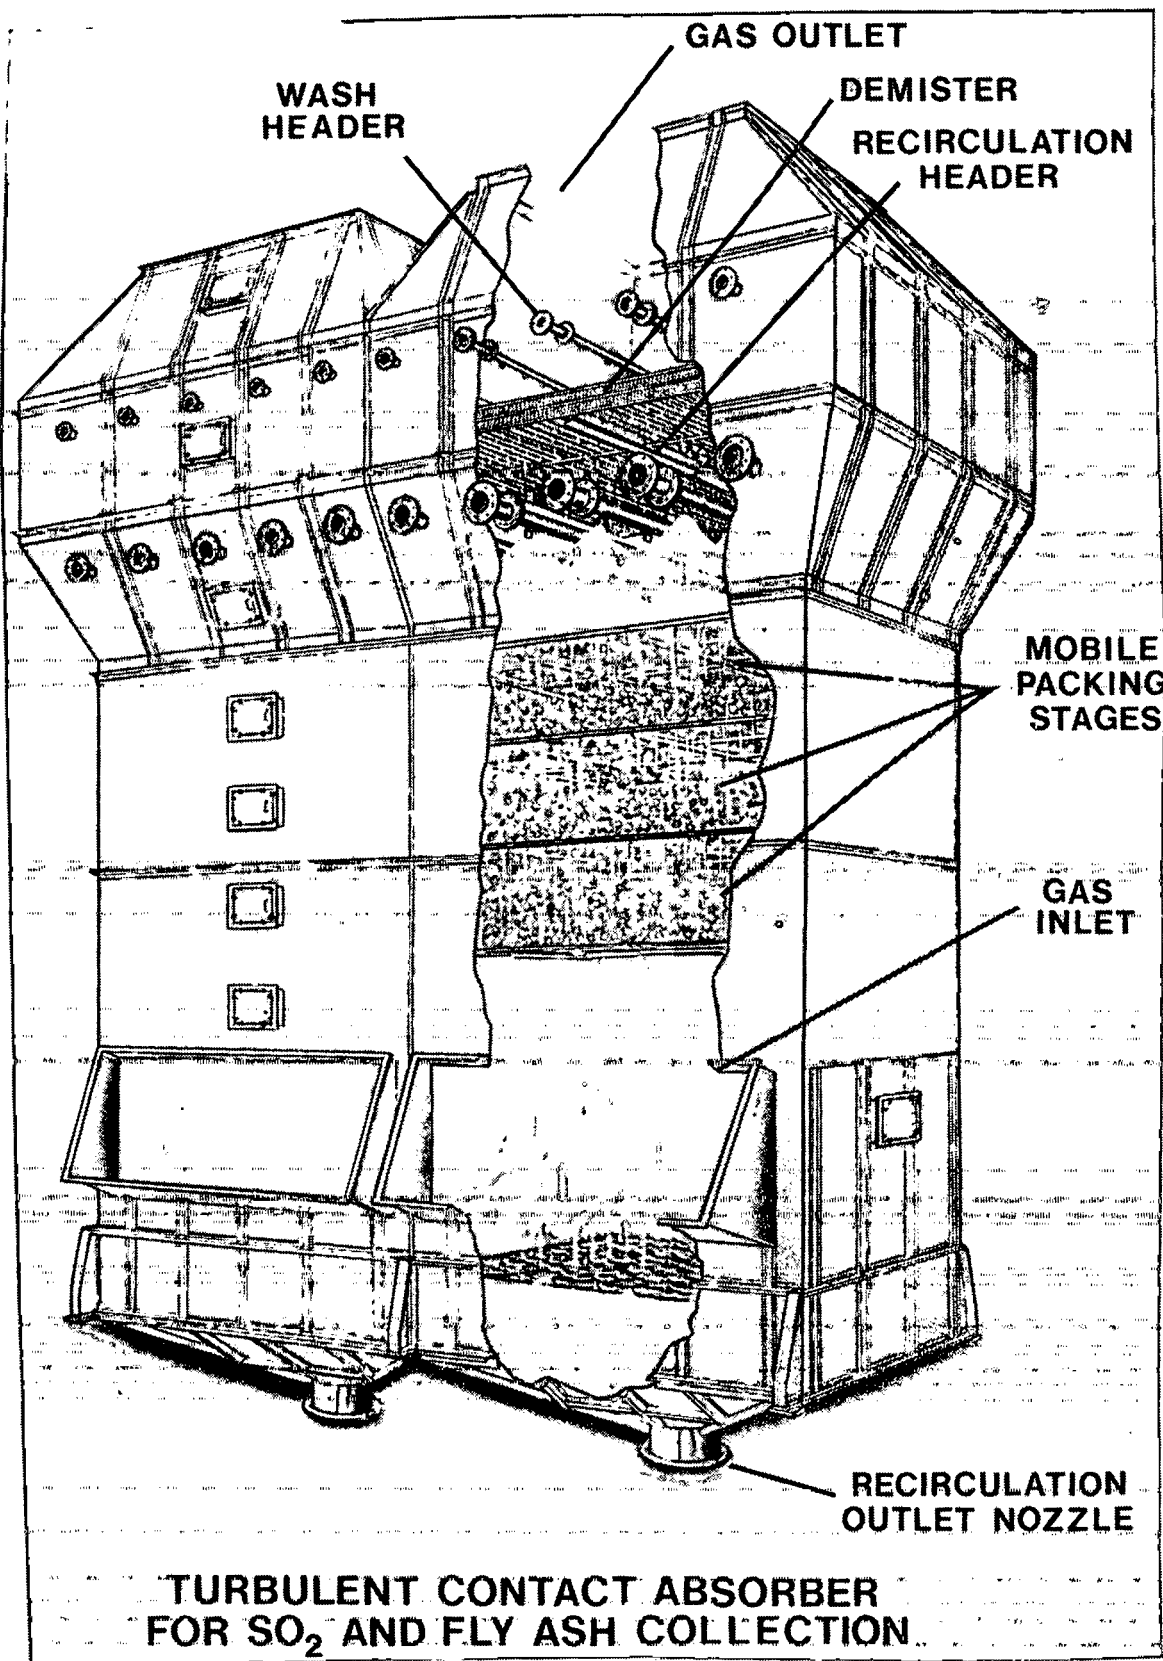 GAS OUTLET
WASH
HEADER
DEMISTER
RECIRCULATION
HEADER
MOBILE
PACKING
STAGES
GAS
INLET
RECIRCULATION
OUTLET NOZZLE
TURBULENT CONTACT ABSORBER
FOR SO₂ AND FLY ASH COLLECTION